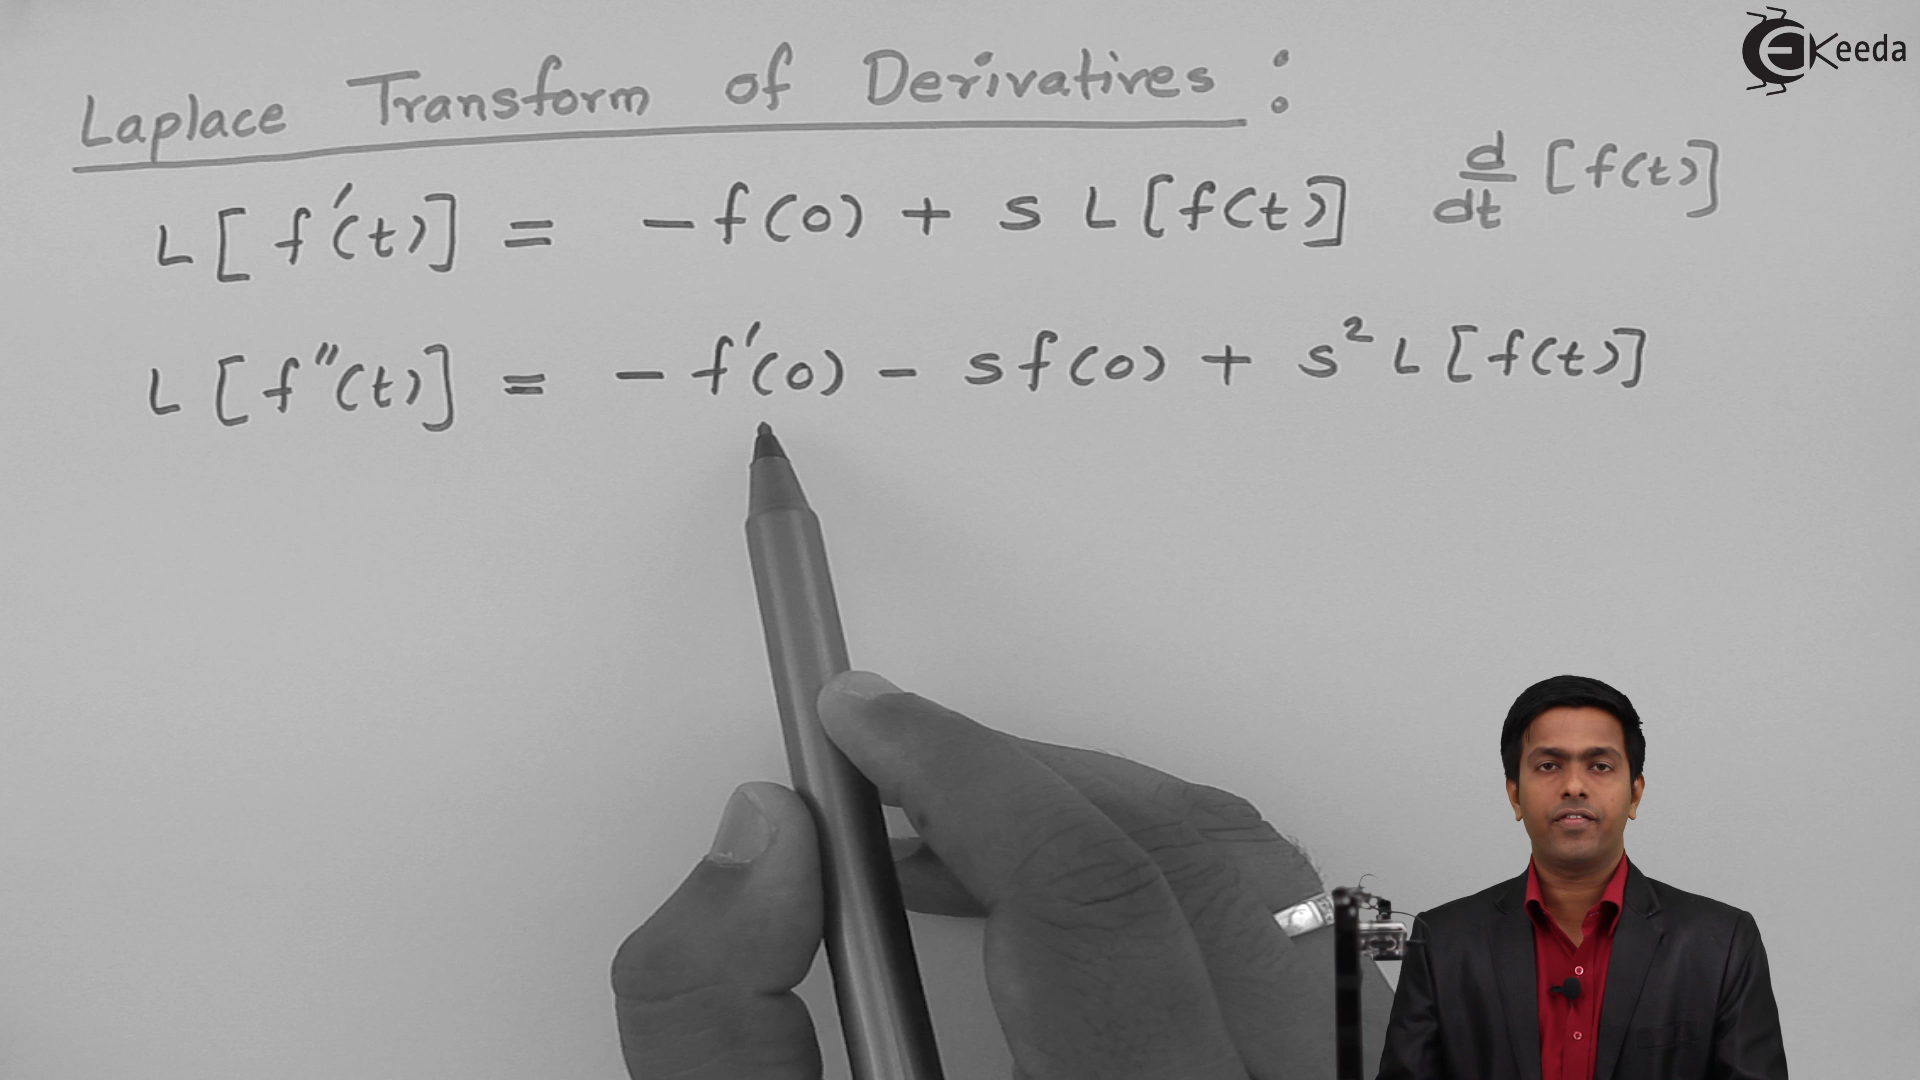 EKeeda
Laplace Transform of Derivatives :
L[f'(t)] = -f(0) + s L[f(t)] d/dt [f(t)]
L[f"(t)] = -f'(0) - sf(0) + s² L[f(t)]